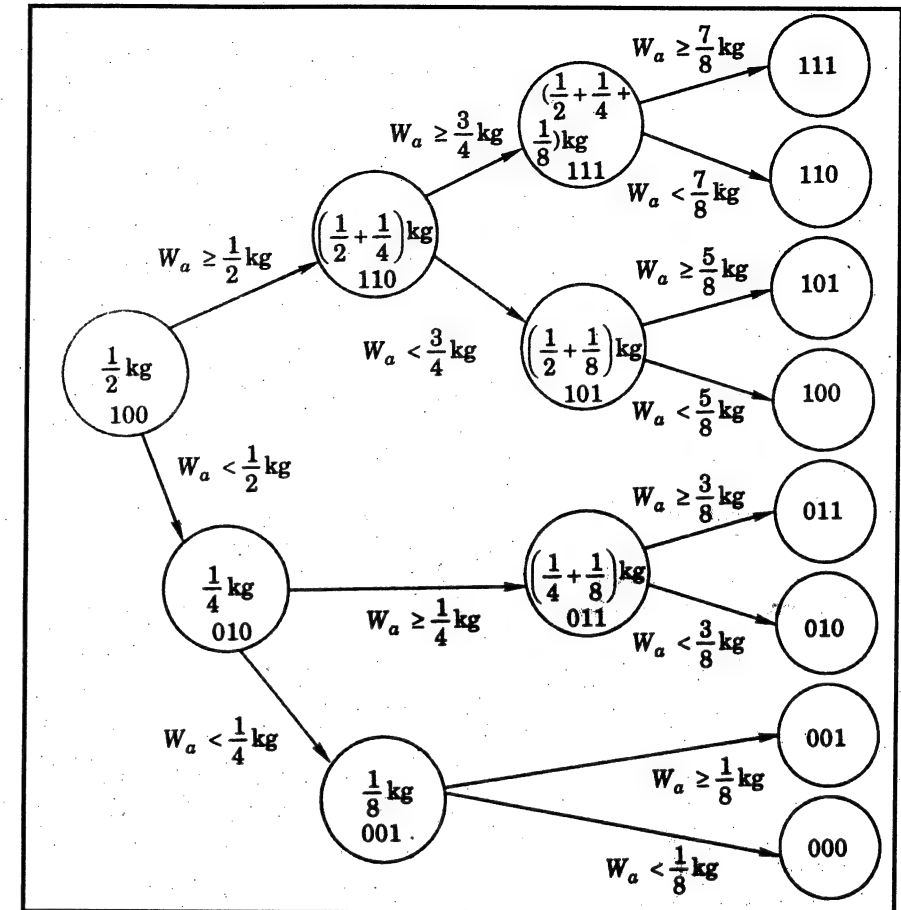 W_a ≥ 7/8 kg
111
(1/2 + 1/4 +
1/8)kg
111
W_a ≥ 3/4 kg
W_a < 7/8 kg
110
(1/2 + 1/4) kg
110
W_a ≥ 1/2 kg
W_a ≥ 5/8 kg
101
W_a < 3/4 kg
(1/2 + 1/8) kg
101
W_a < 5/8 kg
100
1/2 kg
100
W_a < 1/2 kg
W_a ≥ 3/8 kg
011
1/4 kg
010
W_a ≥ 1/4 kg
(1/4 + 1/8) kg
011
W_a < 3/8 kg
010
W_a < 1/4 kg
1/8 kg
001
W_a ≥ 1/8 kg
001
W_a < 1/8 kg
000